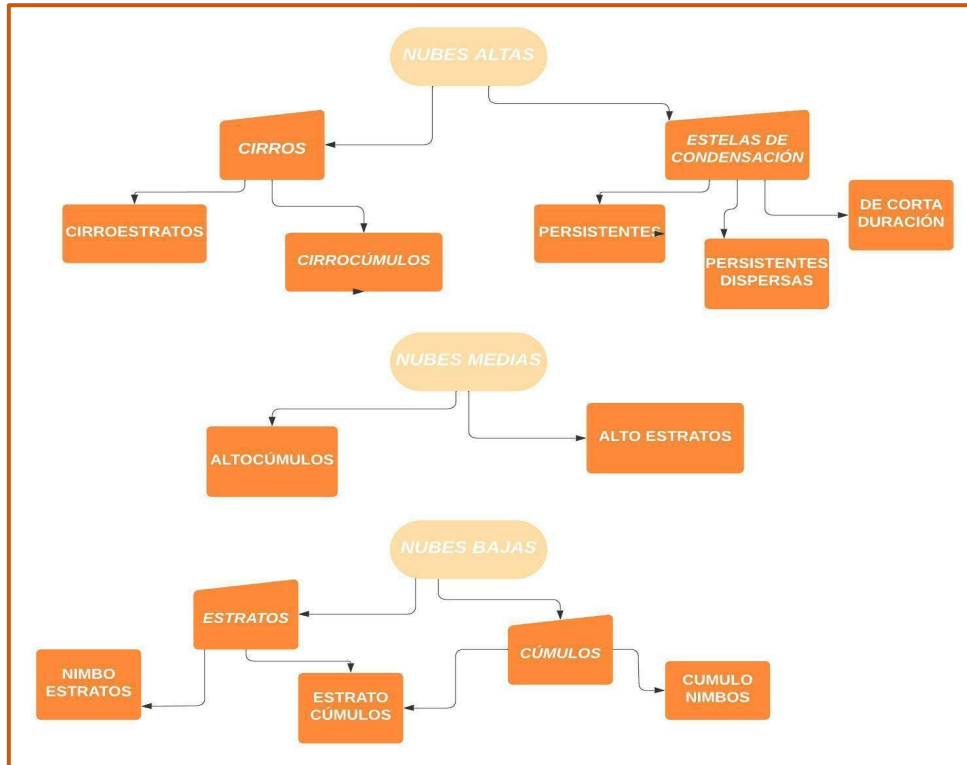 NUBES ALTAS
CIRROS
ESTELAS DE
CONDENSACIÓN
CIRROESTRATOS
CIRROCÚMULOS
PERSISTENTES
PERSISTENTES
DISPERSAS
DE CORTA
DURACIÓN
NUBES MEDIAS
ALTOCÚMULOS
ALTO ESTRATOS
NUBES BAJAS
ESTRATOS
CÚMULOS
NIMBO
ESTRATOS
ESTRATO
CÚMULOS
CUMULO
NIMBOS